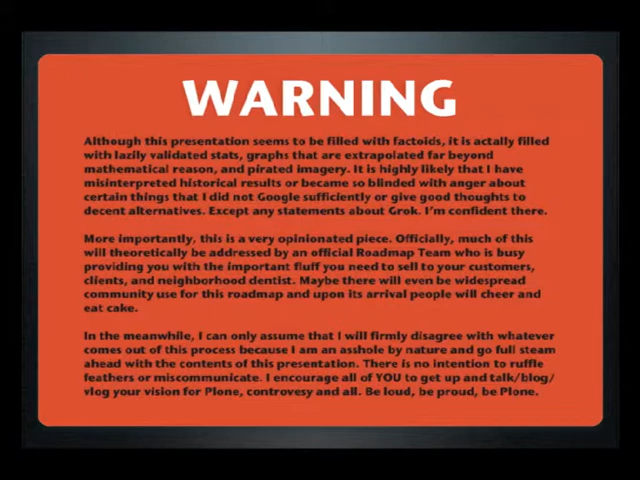 WARNING
Although this presentation seems to be filled with factoids, it is actally filled
with lazily validated stats, graphs that are extrapolated far beyond
mathematical reason, and pirated imagery. It is highly likely that I have
misinterpreted historical results or became so blinded with anger about
certain things that I did not Google sufficiently or give good thoughts to
decent alternatives. Except any statements about Grok. I'm confident there.
More importantly, this is a very opinionated piece. Officially, much of this
will theoretically be addressed by an official Roadmap Team who is busy
providing you with the important fluff you need to sell to your customers,
clients, and neighborhood dentist. Maybe there will even be widespread
community use for this roadmap and upon its arrival people will cheer and
eat cake.
In the meanwhile, I can only assume that I will firmly disagree with whatever
comes out of this process because I am an asshole by nature and go full steam
ahead with the contents of this presentation. There is no intention to ruffle
feathers or miscommunicate. I encourage all of YOU to get up and talk/blog/
vlog your vision for Plone, controvesy and all. Be loud, be proud, be Plone.